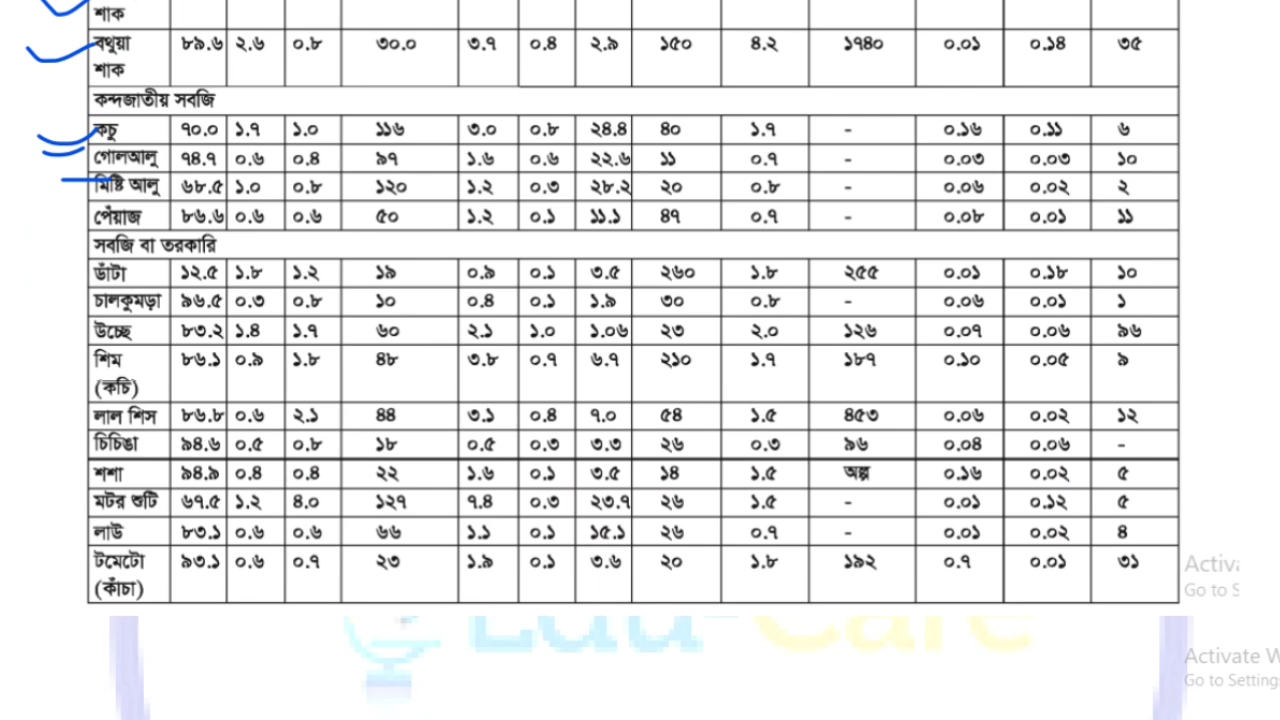 শাক
বথুয়া শাক ৮৯.৬ ২.৬ ০.৮ ৩০.০ ৩.৭ ০.৪ ২.৯ ১৫০ ৪.২ ১৭৪০ ০.০১ ০.১৪ ৩৫
কন্দজাতীয় সবজি
কচু ৭০.০ ১.৭ ১.০ ১১৬ ৩.০ ০.৮ ২৪.৪ ৪০ ১.৭ - ০.১৬ ০.১১ ৬
গোলআলু ৭৪.৭ ০.৬ ০.৪ ৯৭ ১.৬ ০.৬ ২২.৬ ১১ ০.৭ - ০.০৩ ০.০৩ ১০
মিষ্টি আলু ৬৮.৫ ১.০ ০.৮ ১২০ ১.২ ০.৩ ২৮.২ ২০ ০.৮ - ০.০৬ ০.০২ ২
পেঁয়াজ ৮৬.৬ ০.৬ ০.৬ ৫০ ১.২ ০.১ ১১.১ ৪৭ ০.৭ - ০.০৮ ০.০১ ১১
সবজি বা তরকারি
ডাঁটা ১২.৫ ১.৮ ১.২ ১৯ ০.৯ ০.১ ৩.৫ ২৬০ ১.৮ ২৫৫ ০.০১ ০.১৮ ১০
চালকুমড়া ৯৬.৫ ০.৩ ০.৮ ১০ ০.৪ ০.১ ১.৯ ৩০ ০.৮ - ০.০৬ ০.০১ ১
উচ্ছে ৮৩.২ ১.৪ ১.৭ ৬০ ২.১ ১.০ ১.০৬ ২৩ ২.০ ১২৬ ০.০৭ ০.০৬ ৯৬
শিম (কচি) ৮৬.১ ০.৯ ১.৮ ৪৮ ৩.৮ ০.৭ ৬.৭ ২১০ ১.৭ ১৮৭ ০.১০ ০.০৫ ৯
লাল শিস ৮৬.৮ ০.৬ ২.১ ৪৪ ৩.১ ০.৪ ৭.০ ৫৪ ১.৫ ৪৫৩ ০.০৬ ০.০২ ১২
চিচিঙা ৯৪.৬ ০.৫ ০.৮ ১৮ ০.৫ ০.৩ ৩.৩ ২৬ ০.৩ ৯৬ ০.০৪ ০.০৬ -
শশা ৯৪.৯ ০.৪ ০.৪ ২২ ১.৬ ০.১ ৩.৫ ১৪ ১.৫ অল্প ০.১৬ ০.০২ ৫
মটর শুটি ৬৭.৫ ১.২ ৪.০ ১২৭ ৭.৪ ০.৩ ২৩.৭ ২৬ ১.৫ - ০.০১ ০.১২ ৫
লাউ ৮৩.১ ০.৬ ০.৬ ৬৬ ১.১ ০.১ ১৫.১ ২৬ ০.৭ - ০.০১ ০.০২ ৪
টমেটো (কাঁচা) ৯৩.১ ০.৬ ০.৭ ২৩ ১.৯ ০.১ ৩.৬ ২০ ১.৮ ১৯২ ০.৭ ০.০১ ৩১
Activa
Go to S
Edu-Care
Activate W
Go to Setting